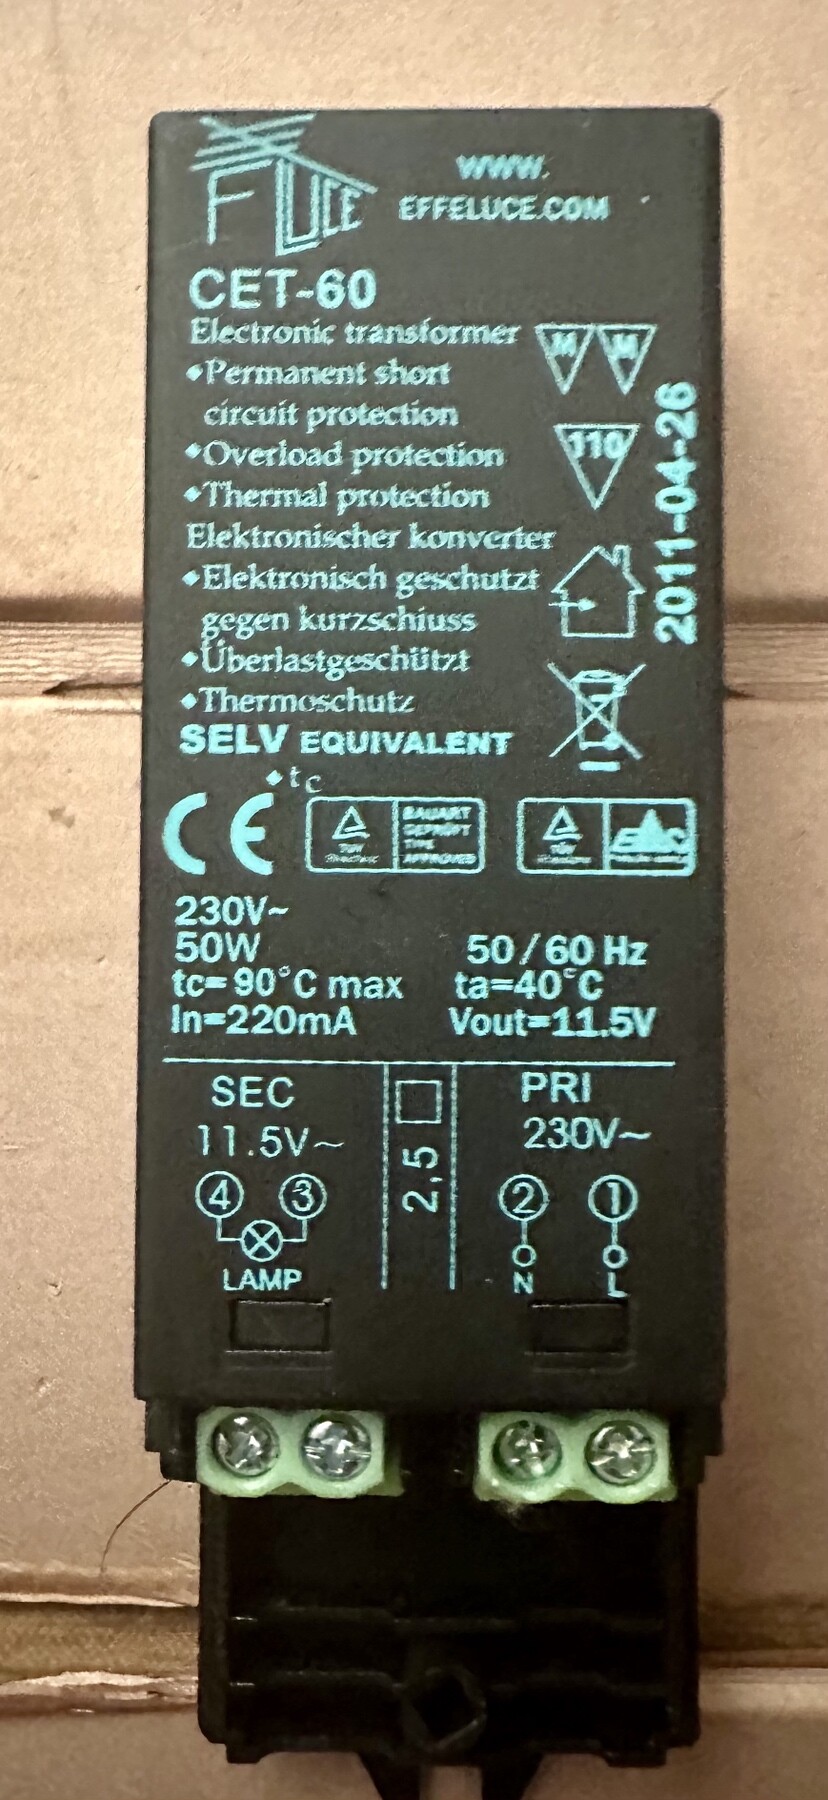 F LUCE
WWW.
EFFELUCE.COM
CET-60
Electronic transformer
•Permanent short
circuit protection
•Overload protection
•Thermal protection
Elektronischer konverter
•Elektronisch geschutzt
gegen kurzschiuss
•Überlastgeschützt
•Thermoschutz
SELV EQUIVALENT
M M
110
2011-04-26
•tc
CE
TÜV
BAUART
GEPRÜFT
TYPE
APPROVED
TÜV
EMC
230V~
50W
50/60 Hz
tc=90°C max
ta=40°C
In=220mA
Vout=11.5V
SEC
11.5V~
4 3
LAMP
2,5
PRI
230V~
2 1
N L